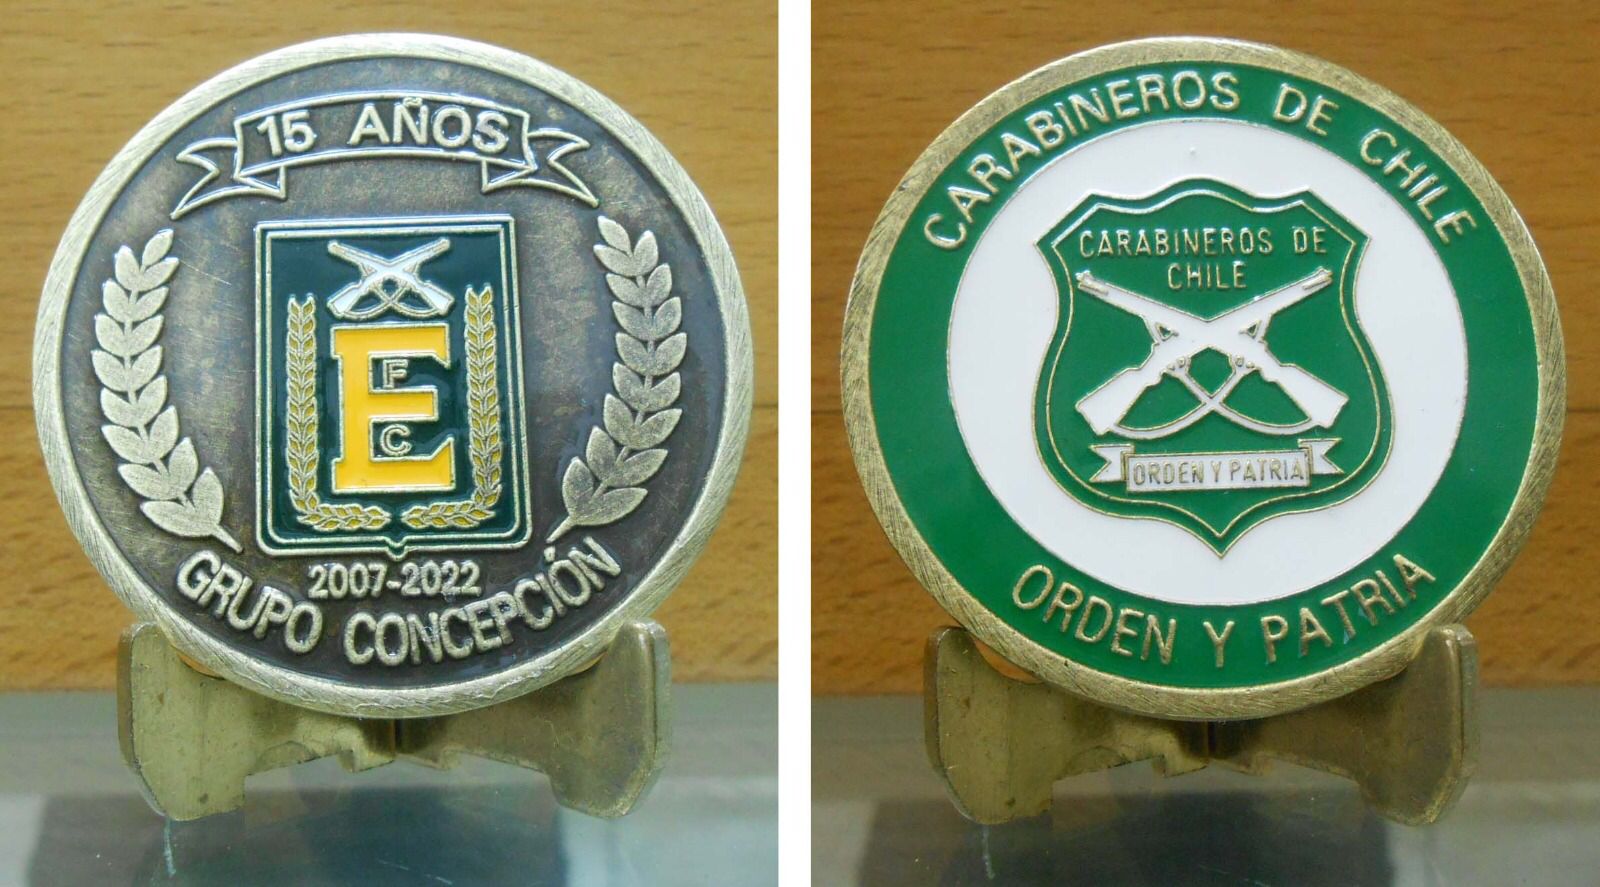 15 AÑOS
F
E
C
2007-2022
GRUPO CONCEPCIÓN
CARABINEROS DE CHILE
CARABINEROS DE
CHILE
ORDEN Y PATRIA
ORDEN Y PATRIA